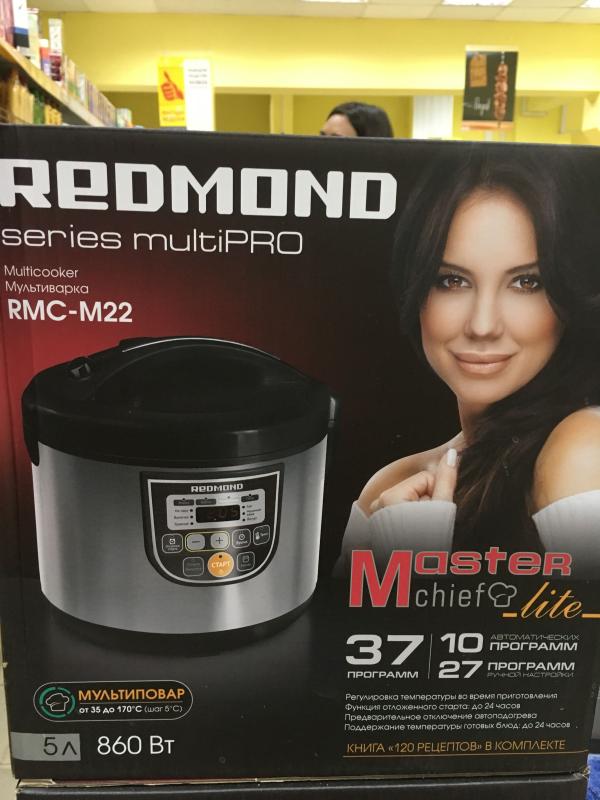 REDMOND
series multiPRO
Multicooker
Мультиварка
RMC-M22
REDMOND
СТАРТ
Master
chief
lite
37 ПРОГРАММ
10 АВТОМАТИЧЕСКИХ ПРОГРАММ
27 ПРОГРАММ РУЧНОЙ НАСТРОЙКИ
МУЛЬТИПОВАР
от 35 до 170°C (шаг 5°C)
5л 860 Вт
Регулировка температуры во время приготовления
Функция отложенного старта: до 24 часов
Предварительное отключение автоподогрева
Поддержание температуры готовых блюд: до 24 часов
КНИГА «120 РЕЦЕПТОВ» В КОМПЛЕКТЕ